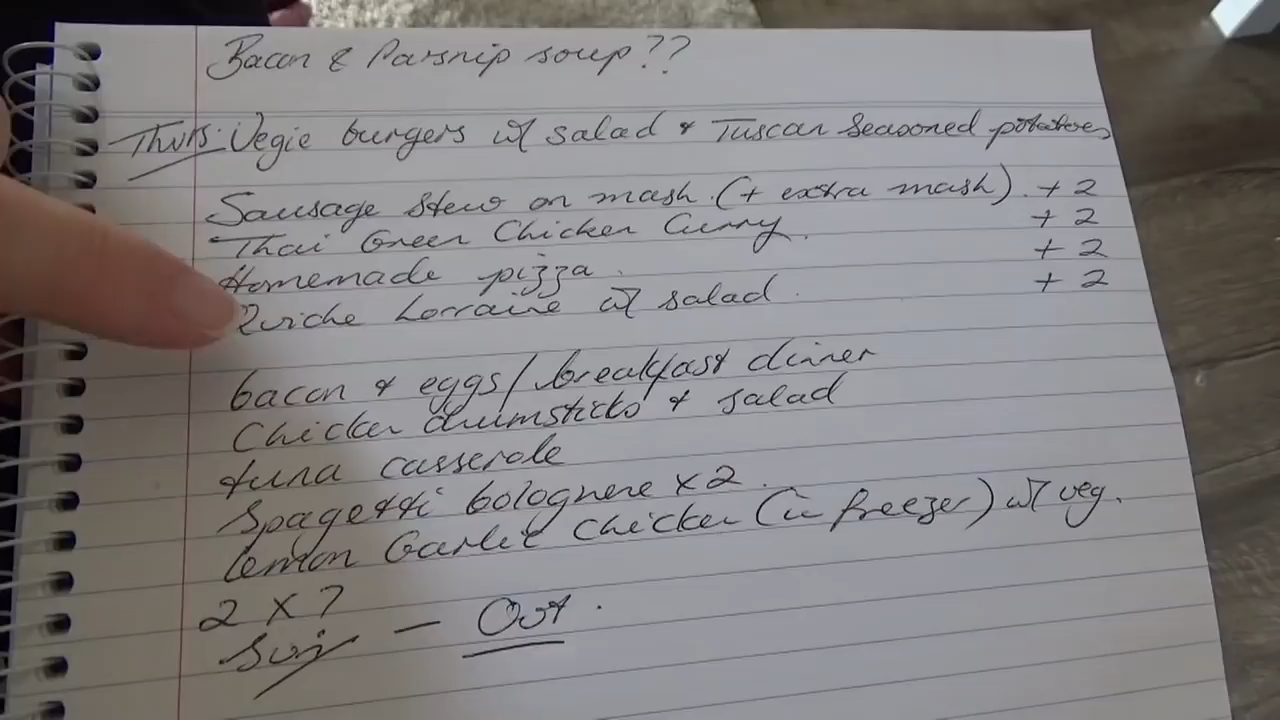 Bacon & Parsnip soup??
Thurs: Vegie burgers w/ salad & Tuscan Seasoned potatoes
Sausage Stew on mash. (+ extra mash). + 2
Thai Green Chicken Curry. + 2
Homemade pizza. + 2
Quiche Lorraine w/ salad. + 2
bacon & eggs/breakfast dinner
Chicken drumsticks & salad
tuna casserole
Spagetti bolognese x 2.
lemon Garlic Chicken (in freezer) w/ veg.
2 x ?
Sun – Out.